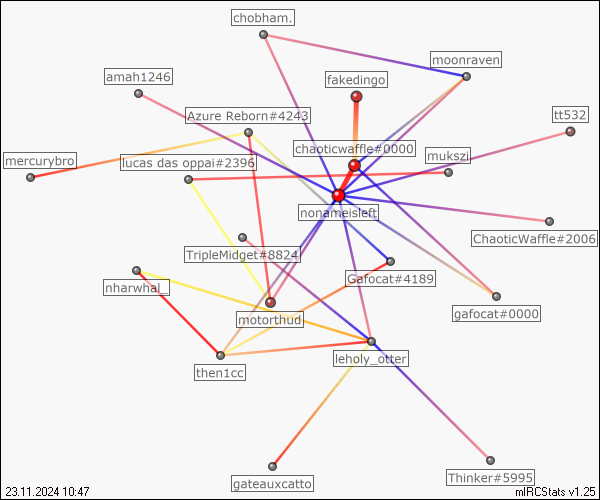 chobham.
moonraven
fakedingo
amah1246
Azure Reborn#4243
tt532
chaoticwaffle#0000
mukszi
mercurybro
lucas das oppai#2396
nonameisleft
ChaoticWaffle#2006
TripleMidget#8824
Gafocat#4189
nharwhal_
gafocat#0000
motorthud
leholy_otter
then1cc
Thinker#5995
gateauxcatto
23.11.2024 10:47
mIRCStats v1.25